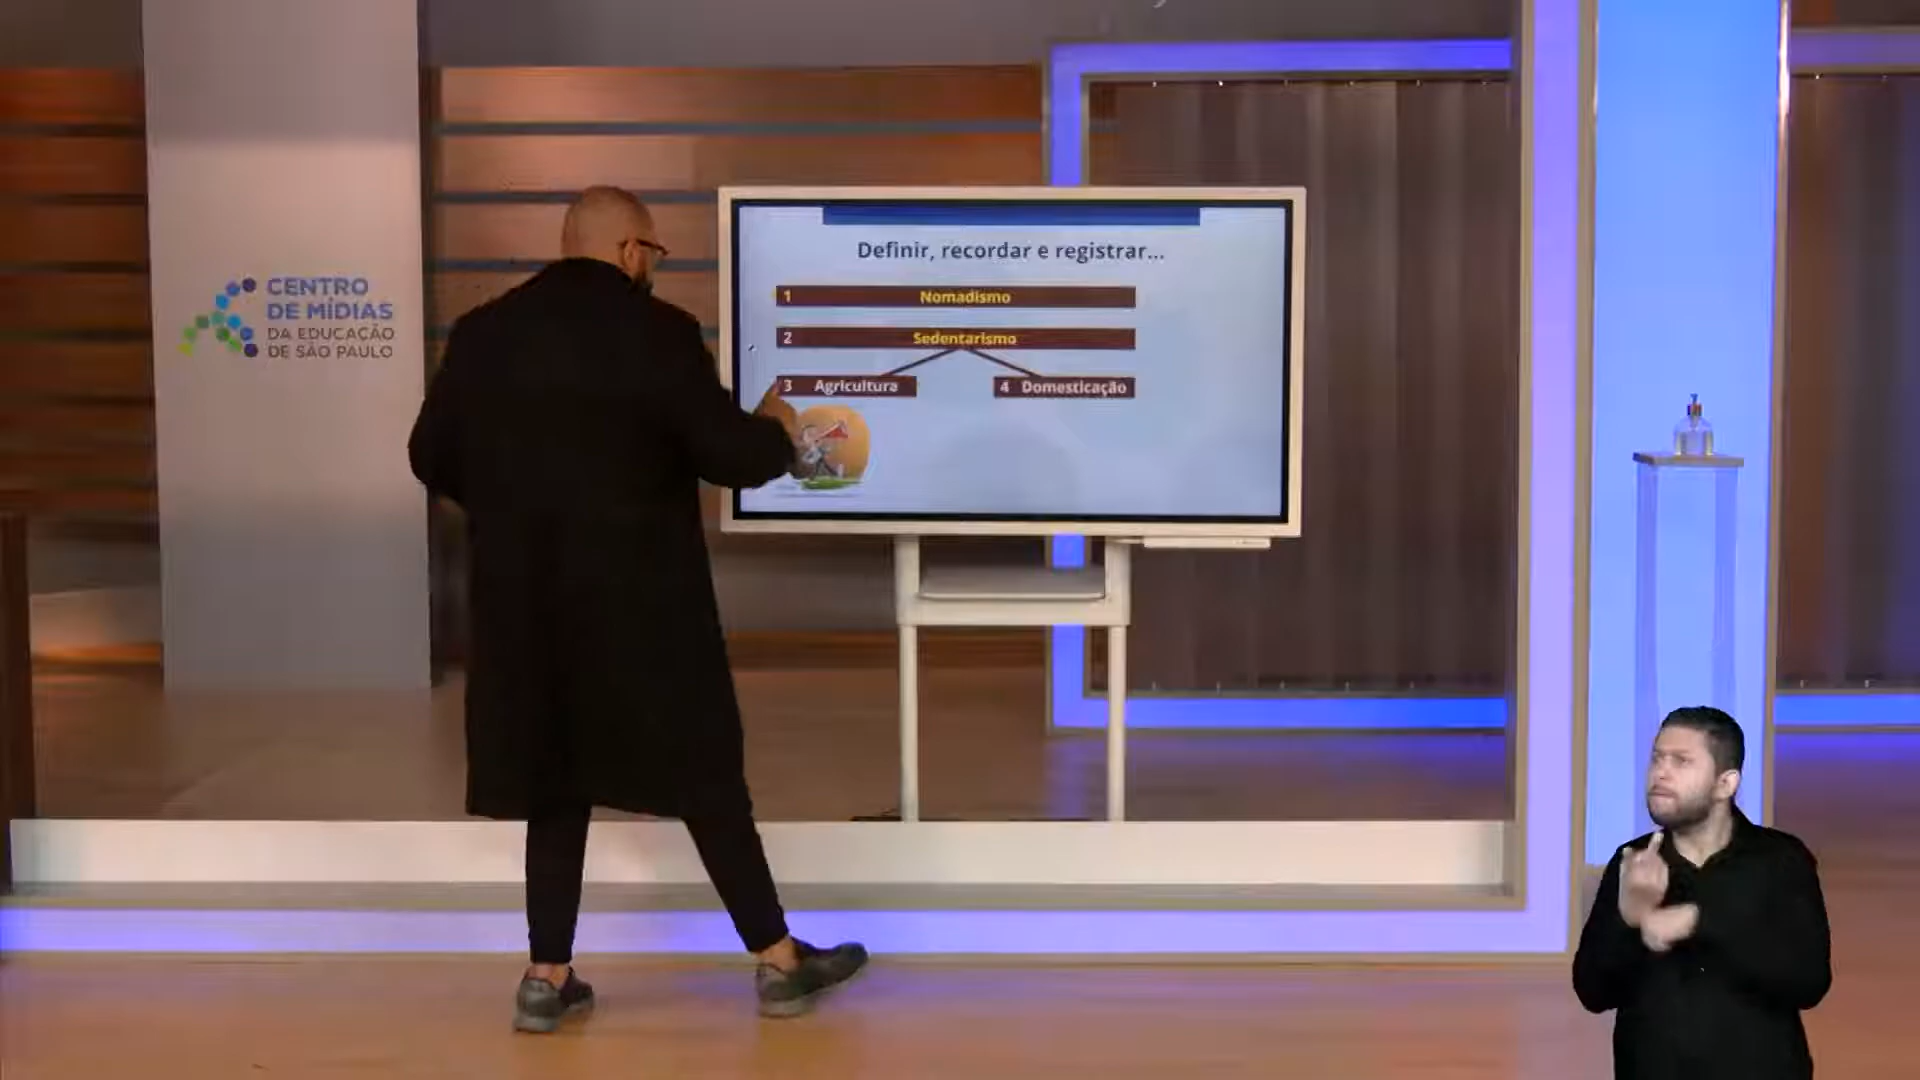 CENTRO
DE MÍDIAS
DA EDUCAÇÃO
DE SÃO PAULO
Definir, recordar e registrar...
1 Nomadismo
2 Sedentarismo
3 Agricultura
4 Domesticação